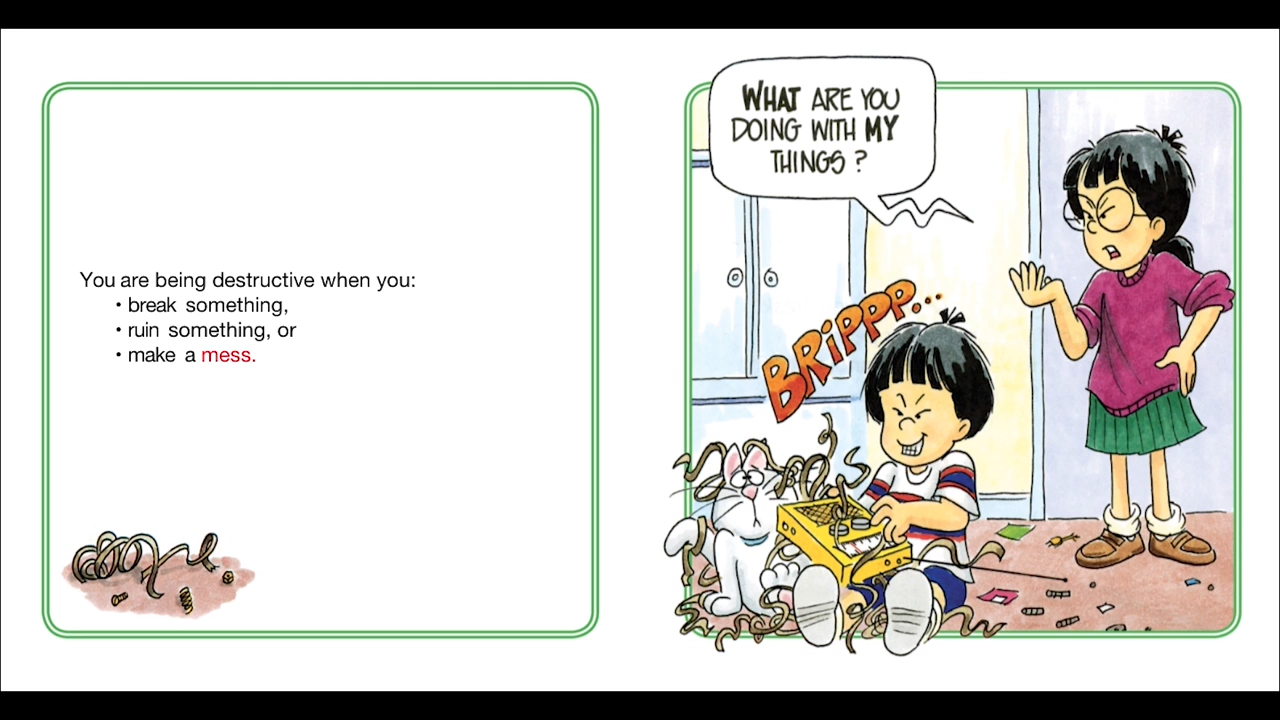 You are being destructive when you:
• break something,
• ruin something, or
• make a mess.
WHAT ARE YOU
DOING WITH MY
THINGS?
BRIPPP...